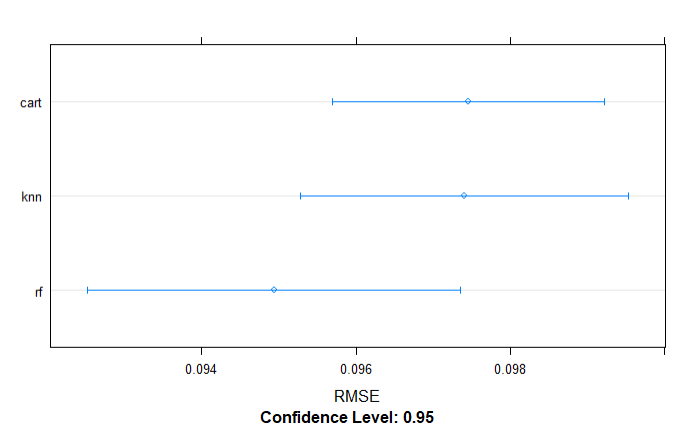 cart
knn
rf
0.094 0.096 0.098
RMSE
Confidence Level: 0.95